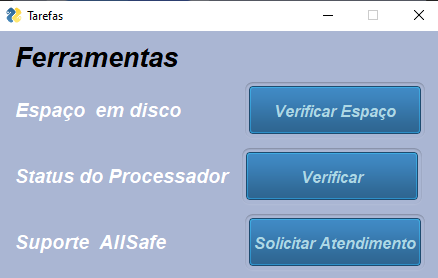 Tarefas
Ferramentas
Espaço em disco
Verificar Espaço
Status do Processador
Verificar
Suporte AllSafe
Solicitar Atendimento